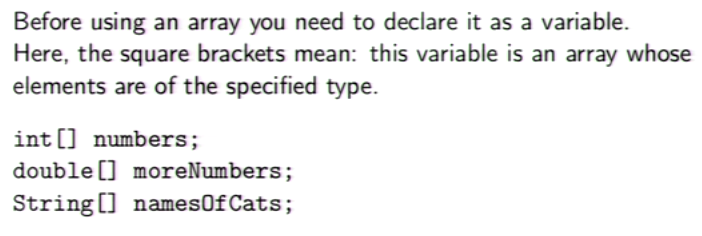 Before using an array you need to declare it as a variable.
Here, the square brackets mean: this variable is an array whose
elements are of the specified type.
int[] numbers;
double[] moreNumbers;
String[] namesOfCats;